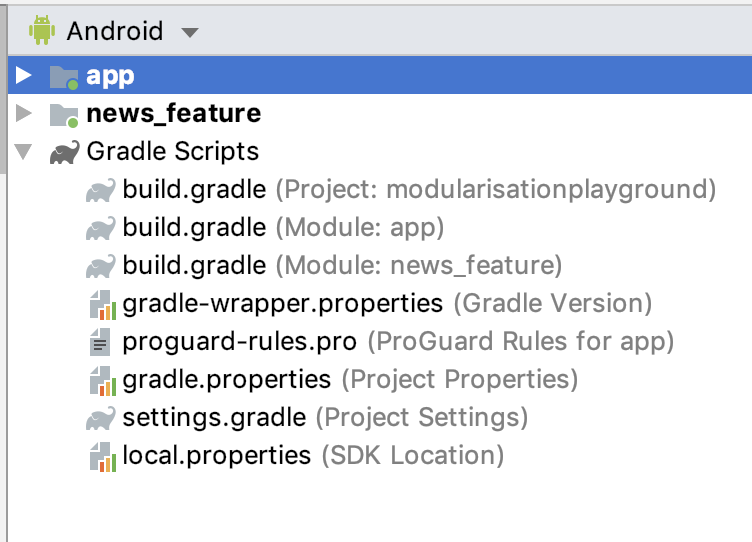 Android
app
news_feature
Gradle Scripts
build.gradle (Project: modularisationplayground)
build.gradle (Module: app)
build.gradle (Module: news_feature)
gradle-wrapper.properties (Gradle Version)
proguard-rules.pro (ProGuard Rules for app)
gradle.properties (Project Properties)
settings.gradle (Project Settings)
local.properties (SDK Location)